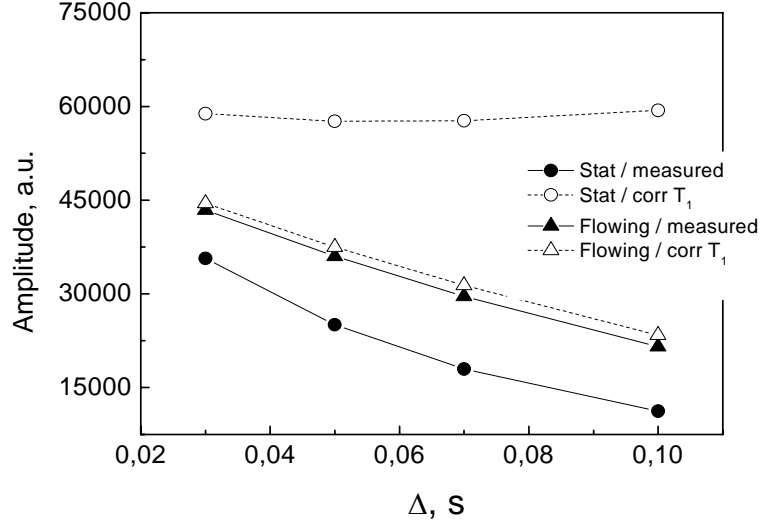 75000
60000
45000
30000
15000
Amplitude, a.u.
Stat / measured
Stat / corr T₁
Flowing / measured
Flowing / corr T₁
0,02 0,04 0,06 0,08 0,10
Δ, s